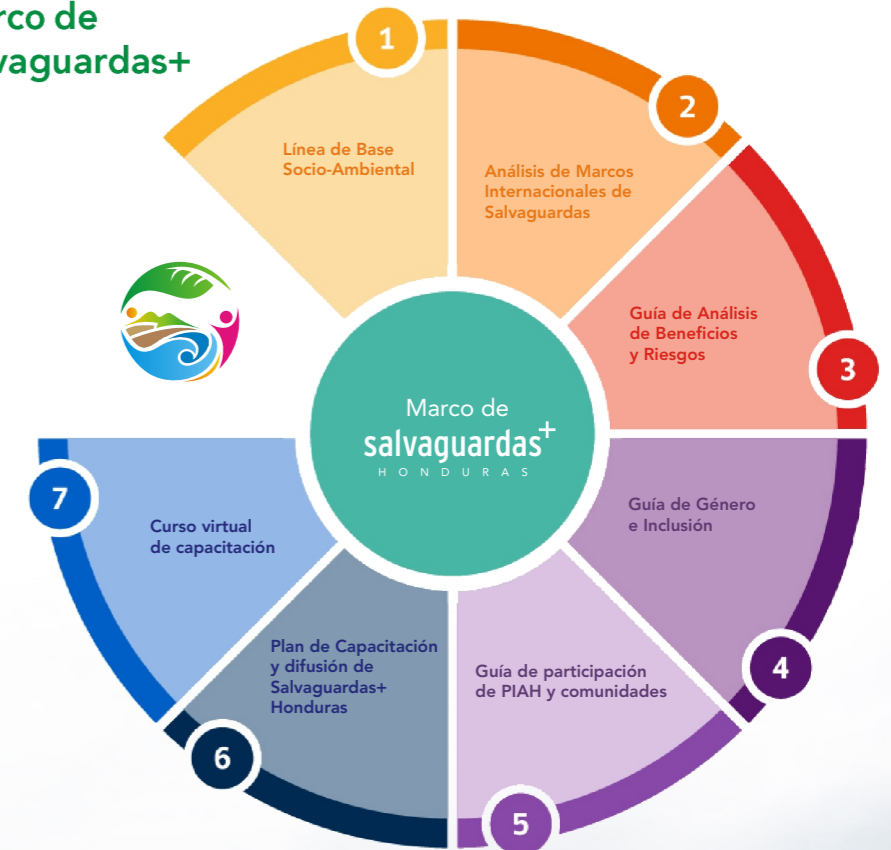 rco de
vaguardas+
1
Línea de Base
Socio-Ambiental
2
Análisis de Marcos
Internacionales de
Salvaguardas
3
Guía de Análisis
de Beneficios
y Riesgos
Marco de
salvaguardas+
HONDURAS
4
Guía de Género
e Inclusión
5
Guía de participación
de PIAH y comunidades
6
Plan de Capacitación
y difusión de
Salvaguardas+
Honduras
7
Curso virtual
de capacitación